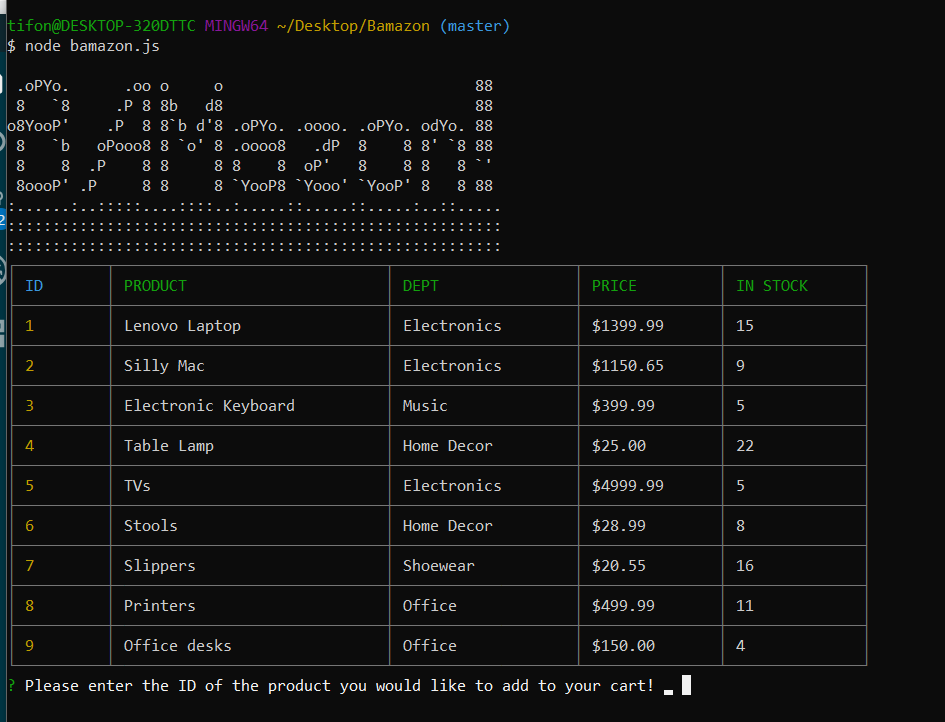 tifon@DESKTOP-320DTTC MINGW64 ~/Desktop/Bamazon (master)
$ node bamazon.js
 .oPYo.      .oo o     o                            88
 8   `8     .P 8 8b   d8                            88
o8YooP'    .P  8 8`b d'8 .oPYo. .oooo. .oPYo. odYo. 88
 8   `b   oPooo8 8 `o' 8 .oooo8   .dP  8    8 8' `8 88
 8    8  .P    8 8     8 8    8  oP'   8    8 8   8 `'
 8oooP' .P     8 8     8 `YooP8 `Yooo' `YooP' 8   8 88
:......:..:::::....::::..:.....::.....::.....:..::.....
:::::::::::::::::::::::::::::::::::::::::::::::::::::::
:::::::::::::::::::::::::::::::::::::::::::::::::::::::
ID PRODUCT DEPT PRICE IN STOCK
1 Lenovo Laptop Electronics $1399.99 15
2 Silly Mac Electronics $1150.65 9
3 Electronic Keyboard Music $399.99 5
4 Table Lamp Home Decor $25.00 22
5 TVs Electronics $4999.99 5
6 Stools Home Decor $28.99 8
7 Slippers Shoewear $20.55 16
8 Printers Office $499.99 11
9 Office desks Office $150.00 4
? Please enter the ID of the product you would like to add to your cart! _